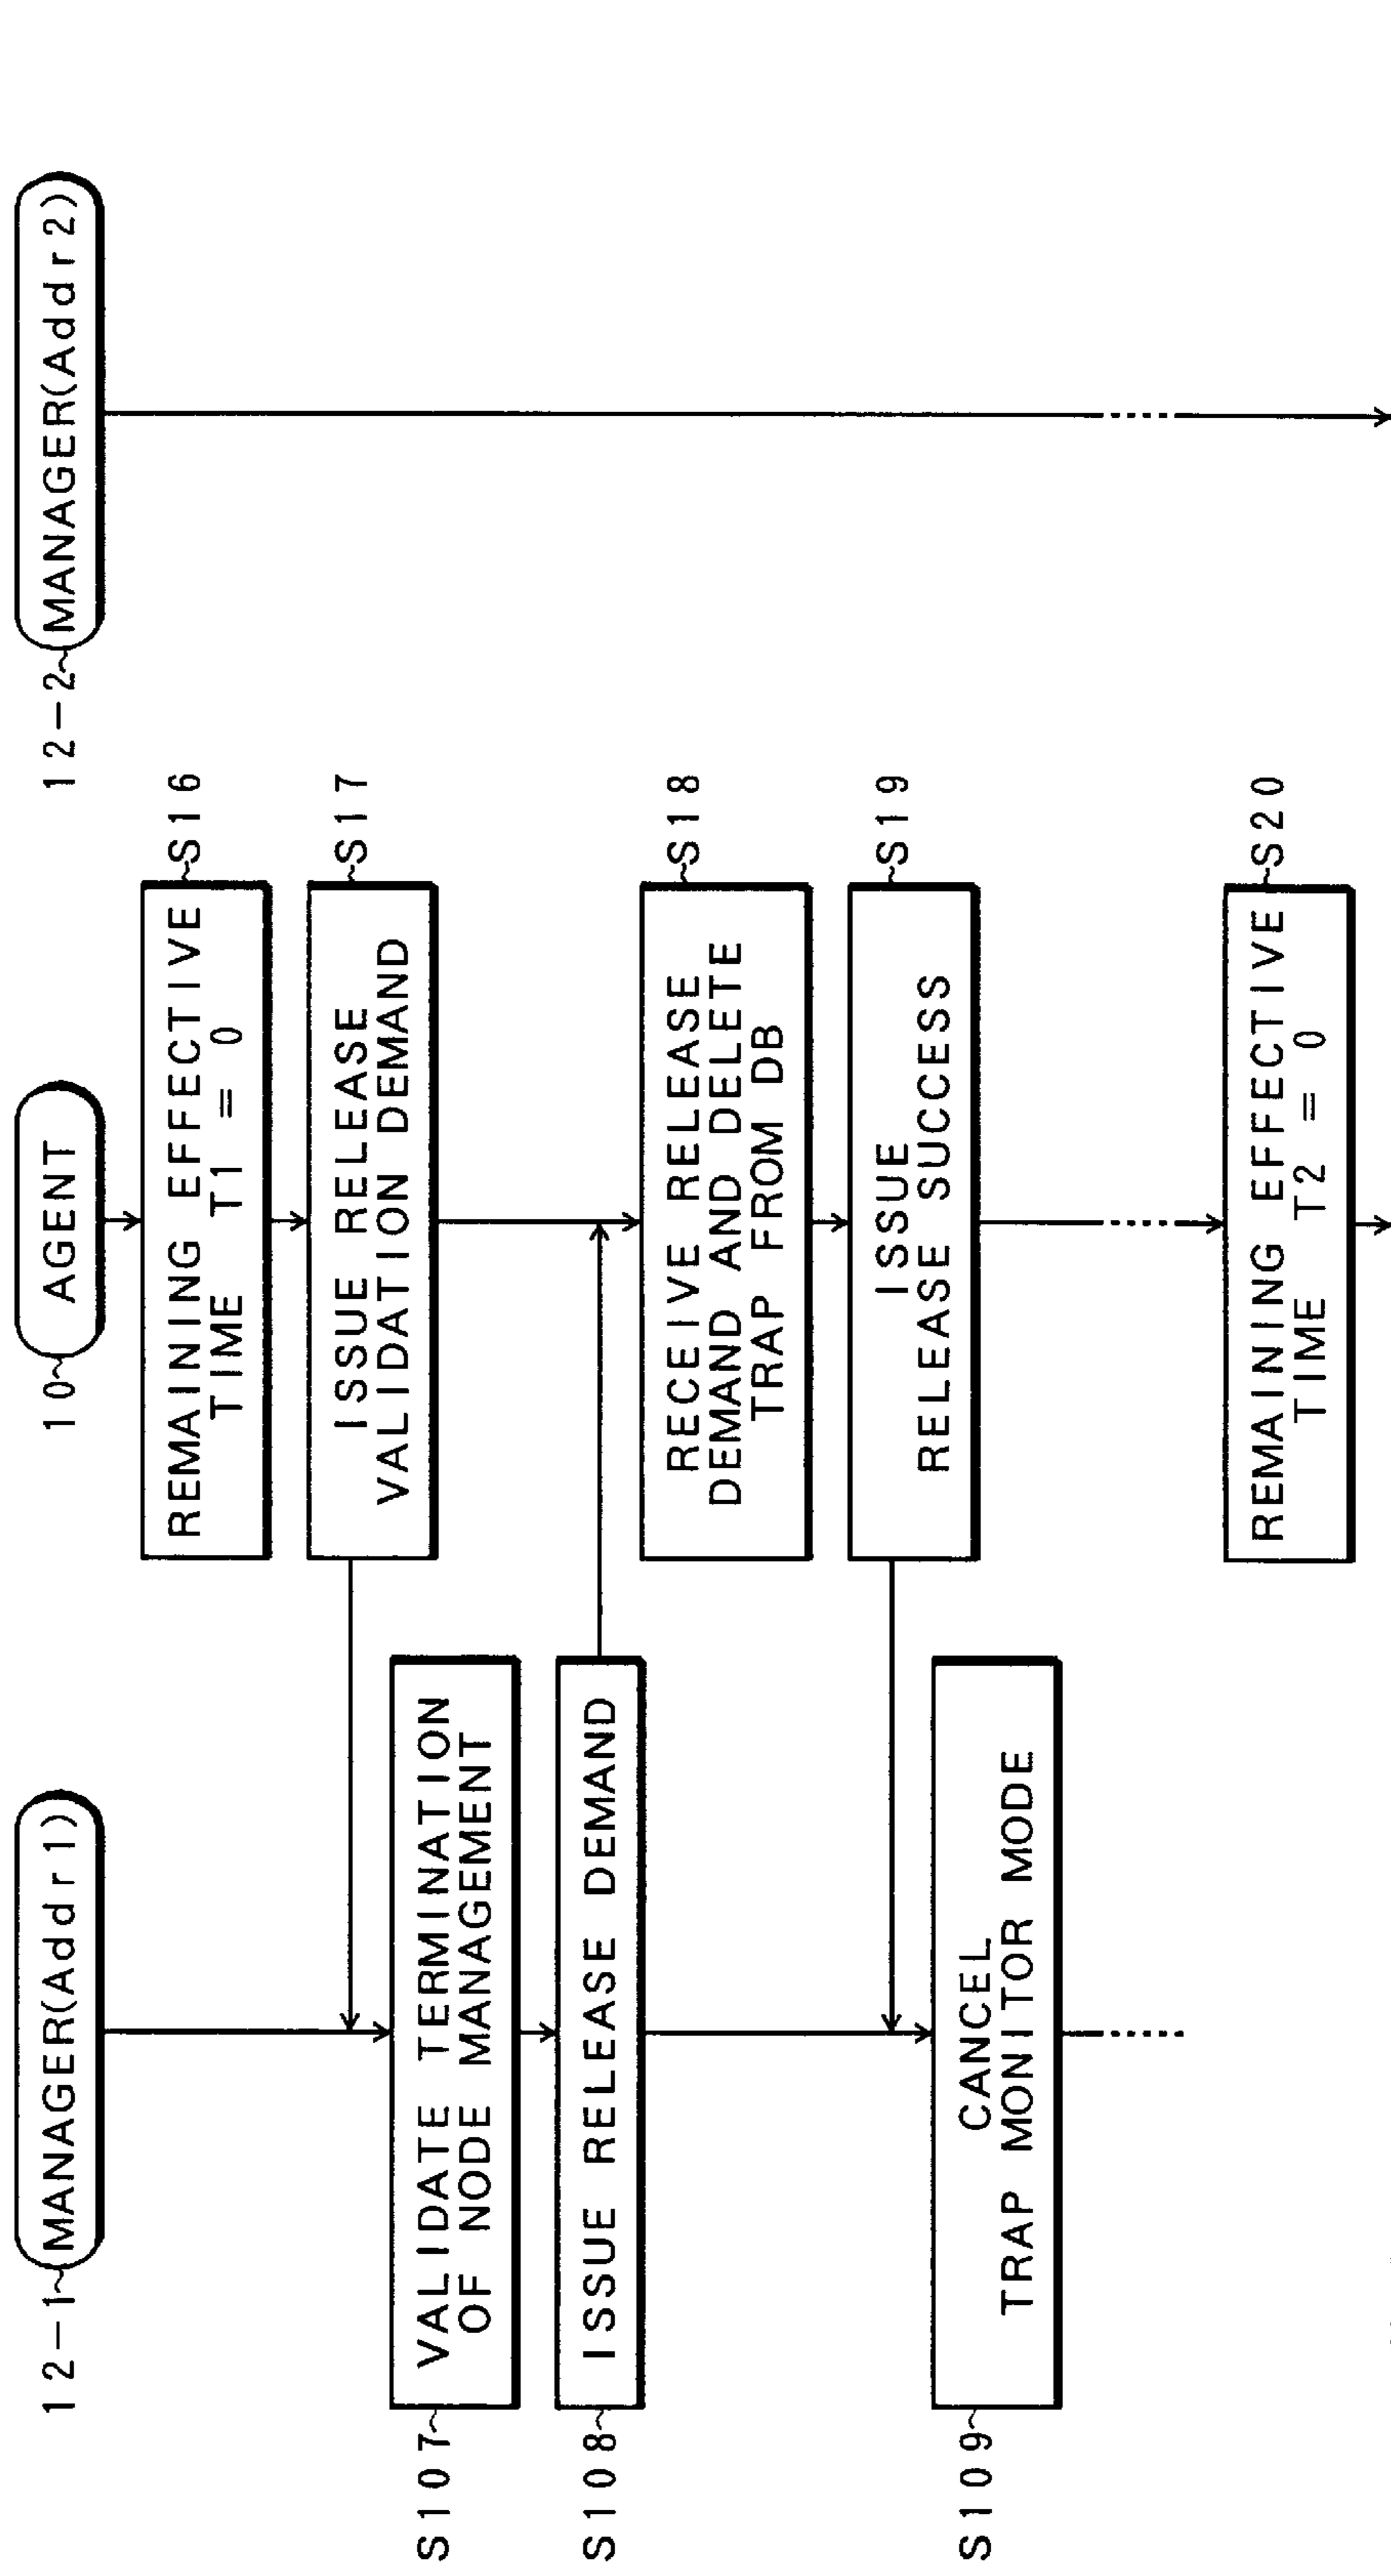 12-1 MANAGER(Addr1)
10 AGENT
12-2 MANAGER(Addr2)
REMAINING EFFECTIVE
TIME T1 = 0
S16
ISSUE RELEASE
VALIDATION DEMAND
S17
S107
VALIDATE TERMINATION
OF NODE MANAGEMENT
S108
ISSUE RELEASE DEMAND
RECEIVE RELEASE
DEMAND AND DELETE
TRAP FROM DB
S18
ISSUE
RELEASE SUCCESS
S19
S109
CANCEL
TRAP MONITOR MODE
REMAINING EFFECTIVE
TIME T2 = 0
S20